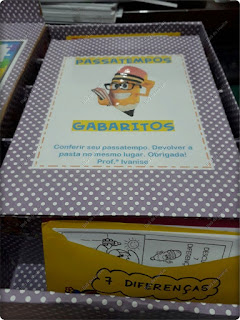 PASSATEMPOS
GABARITOS
Conferir seu passatempo. Devolver a
pasta no mesmo lugar. Obrigada!
Prof.ª Ivanise
7 DIFERENÇAS